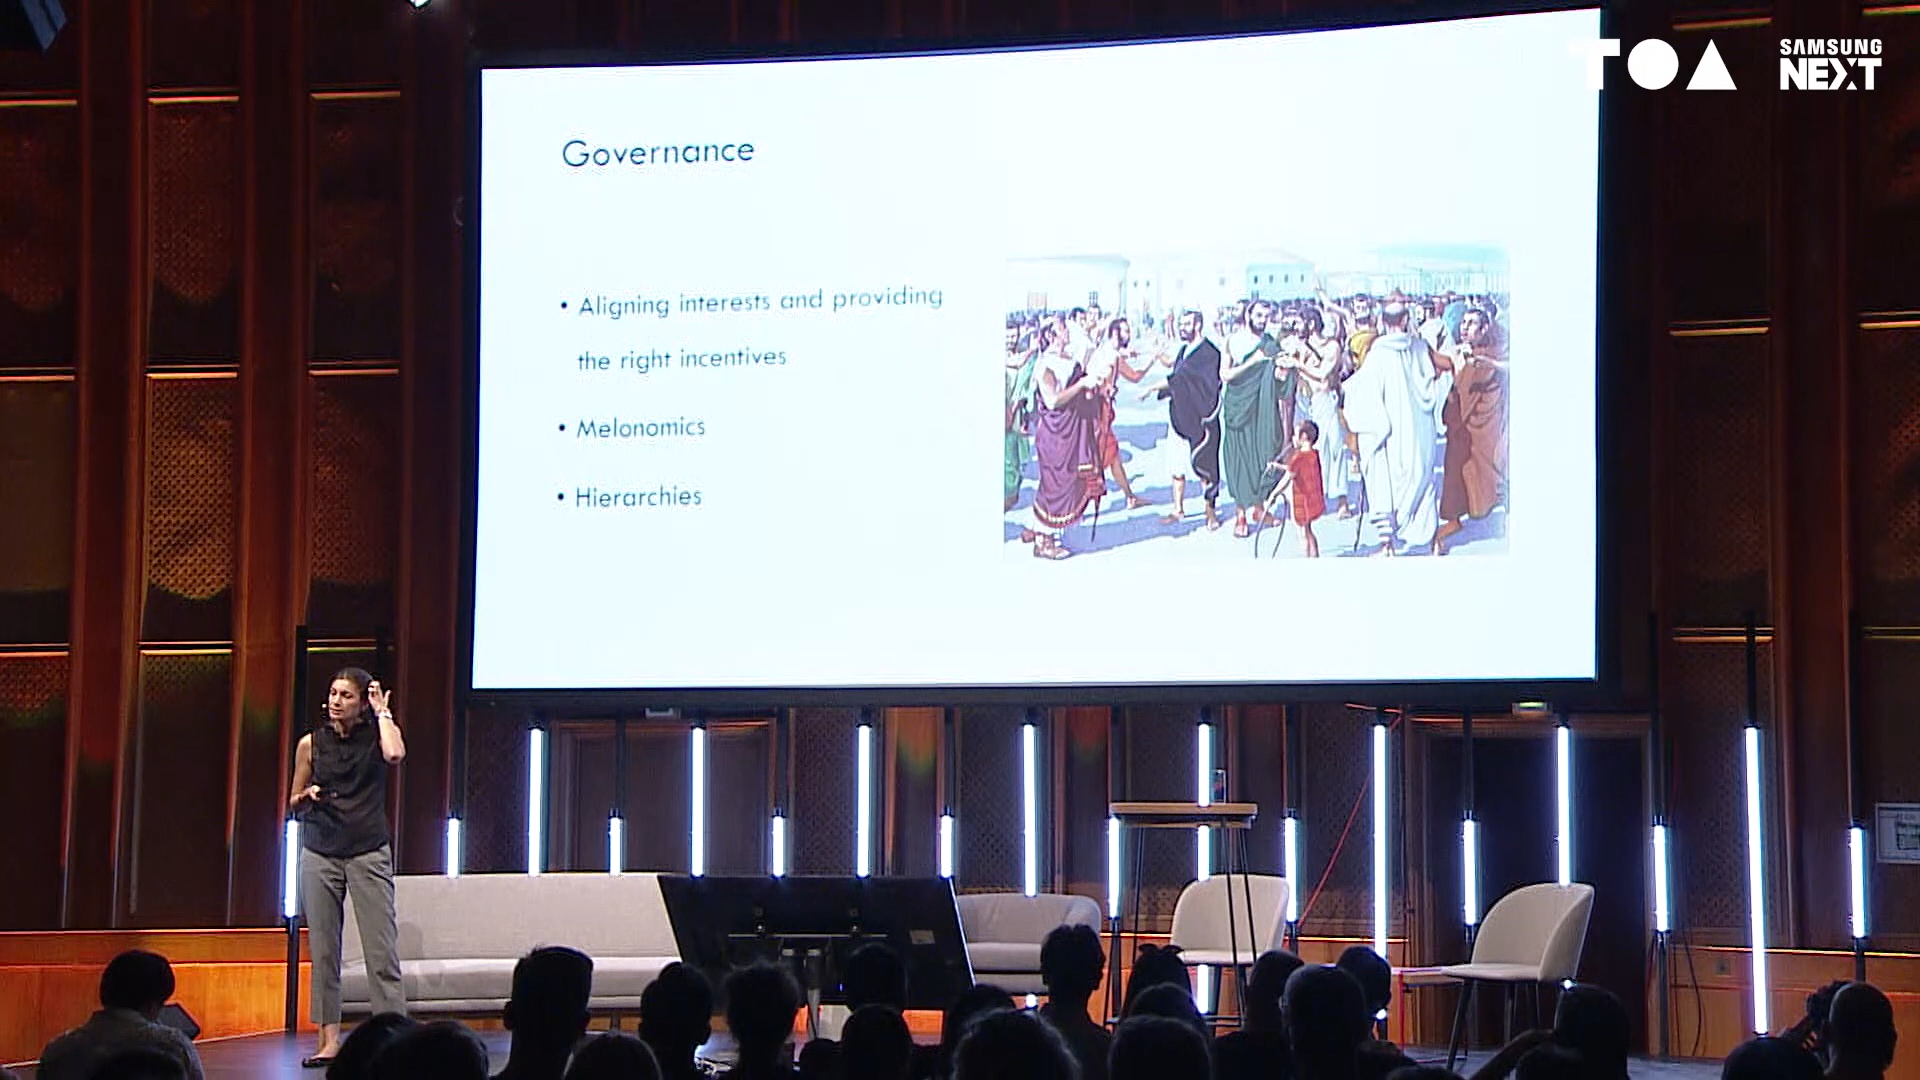 TOA
SAMSUNG
NEXT
Governance
• Aligning interests and providing
the right incentives
• Melonomics
• Hierarchies